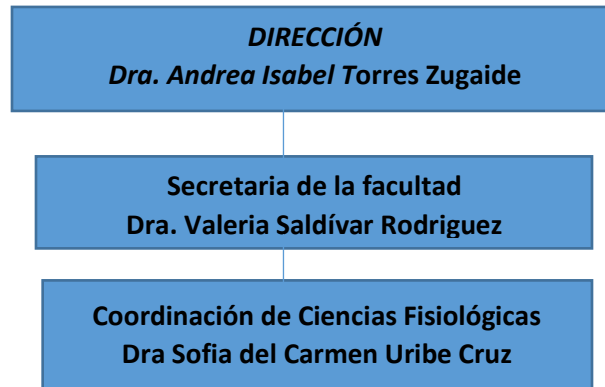 DIRECCIÓN
Dra. Andrea Isabel Torres Zugaide
Secretaria de la facultad
Dra. Valeria Saldívar Rodriguez
Coordinación de Ciencias Fisiológicas
Dra Sofia del Carmen Uribe Cruz